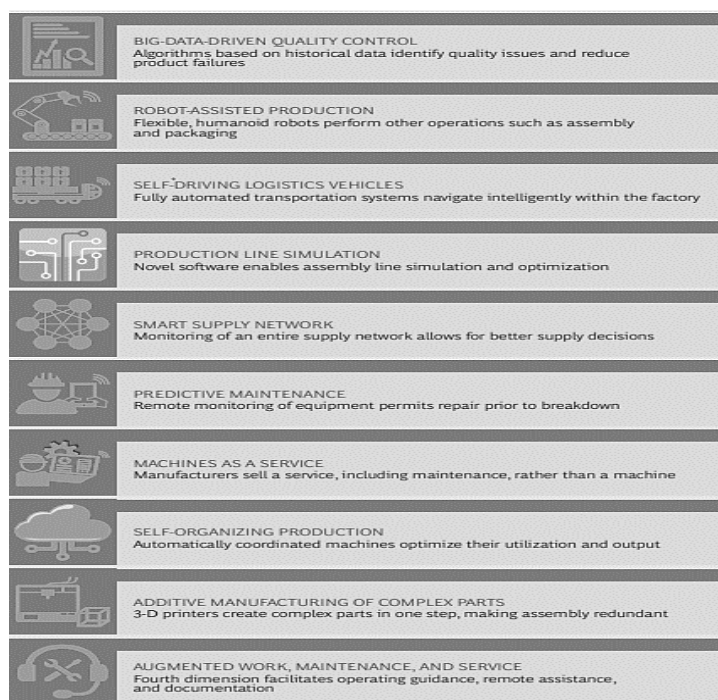 BIG-DATA-DRIVEN QUALITY CONTROL
Algorithms based on historical data identify quality issues and reduce
product failures
ROBOT-ASSISTED PRODUCTION
Flexible, humanoid robots perform other operations such as assembly
and packaging
SELF-DRIVING LOGISTICS VEHICLES
Fully automated transportation systems navigate intelligently within the factory
PRODUCTION LINE SIMULATION
Novel software enables assembly line simulation and optimization
SMART SUPPLY NETWORK
Monitoring of an entire supply network allows for better supply decisions
PREDICTIVE MAINTENANCE
Remote monitoring of equipment permits repair prior to breakdown
MACHINES AS A SERVICE
Manufacturers sell a service, including maintenance, rather than a machine
SELF-ORGANIZING PRODUCTION
Automatically coordinated machines optimize their utilization and output
ADDITIVE MANUFACTURING OF COMPLEX PARTS
3-D printers create complex parts in one step, making assembly redundant
AUGMENTED WORK, MAINTENANCE, AND SERVICE
Fourth dimension facilitates operating guidance, remote assistance,
and documentation